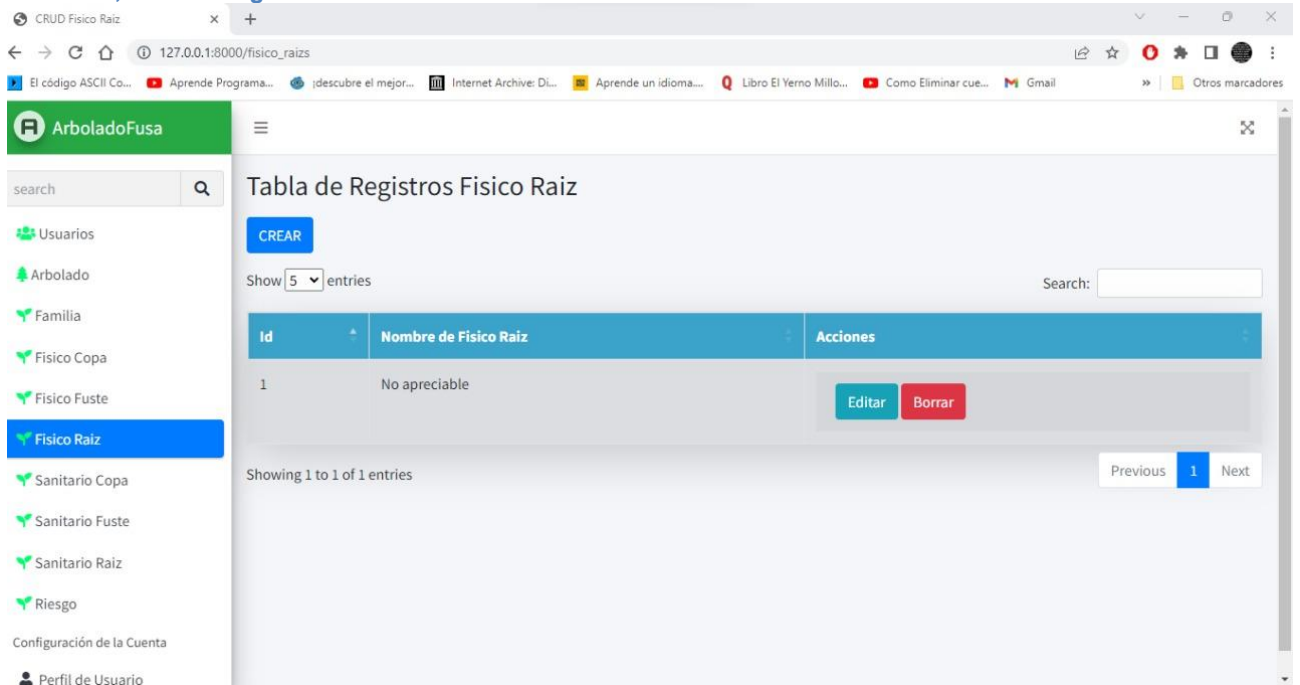 CRUD Fisico Raiz
127.0.0.1:8000/fisico_raizs
El código ASCII Co... Aprende Programa... ¡descubre el mejor... Internet Archive: Di... Aprende un idioma.... Libro El Yerno Millo... Como Eliminar cue... Gmail » Otros marcadores
ArboladoFusa
search
Tabla de Registros Fisico Raiz
Usuarios
CREAR
Arbolado
Show 5 entries
Search:
Familia
Id Nombre de Fisico Raiz Acciones
Fisico Copa
1 No apreciable Editar Borrar
Fisico Fuste
Fisico Raiz
Showing 1 to 1 of 1 entries
Previous 1 Next
Sanitario Copa
Sanitario Fuste
Sanitario Raiz
Riesgo
Configuración de la Cuenta
Perfil de Usuario